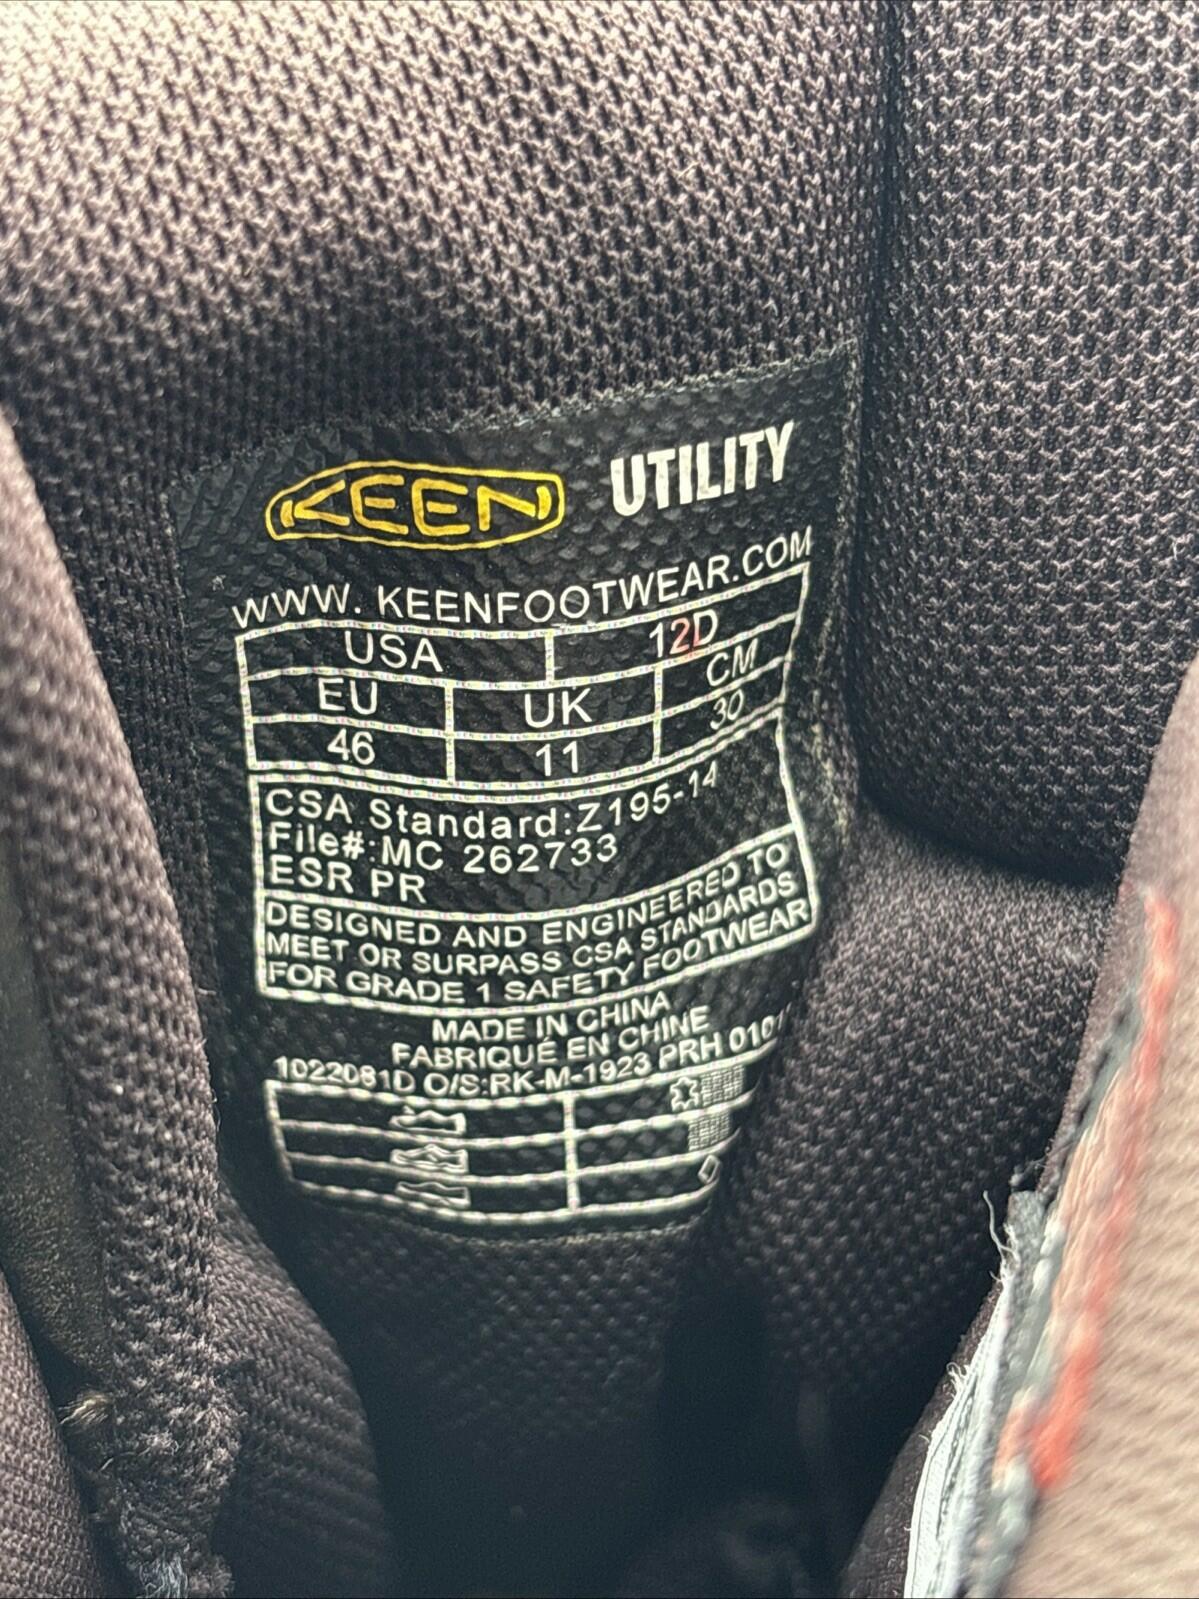 KEEN UTILITY
WWW. KEENFOOTWEAR.COM
USA 12D
EU UK CM
46 11 30
CSA Standard:Z195-14
File#:MC 262733
ESR PR
DESIGNED AND ENGINEERED TO
MEET OR SURPASS CSA STANDARDS
FOR GRADE 1 SAFETY FOOTWEAR
MADE IN CHINA
FABRIQUÉ EN CHINE
1022081D O/S:RK-M-1923 PRH 0101